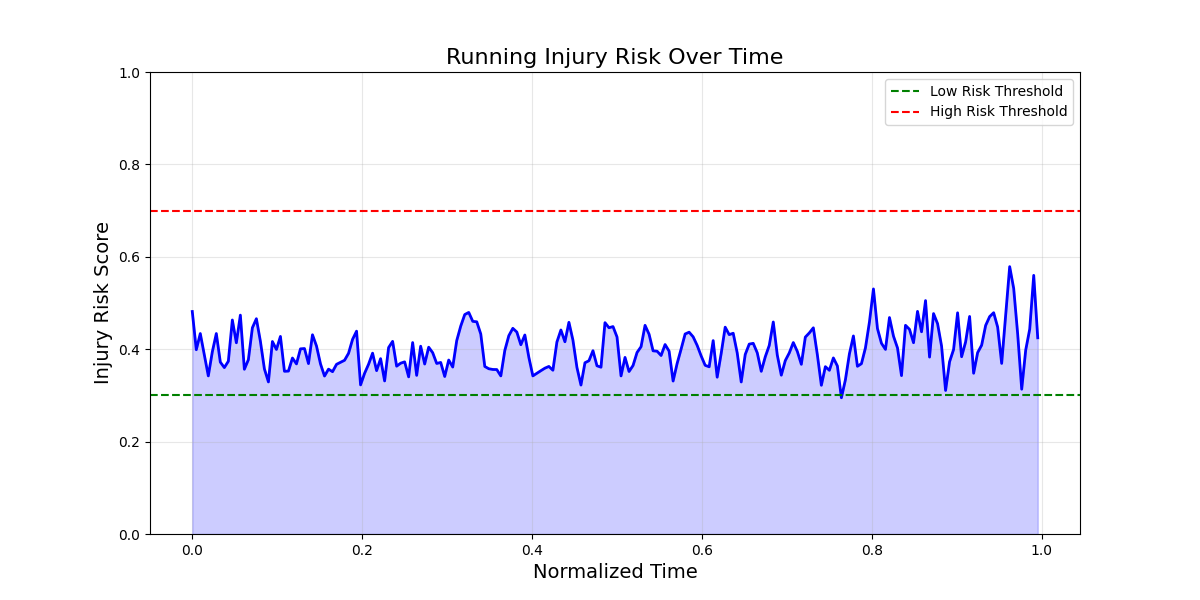 Running Injury Risk Over Time
Low Risk Threshold
High Risk Threshold
Injury Risk Score
1.0
0.8
0.6
0.4
0.2
0.0
0.0 0.2 0.4 0.6 0.8 1.0
Normalized Time